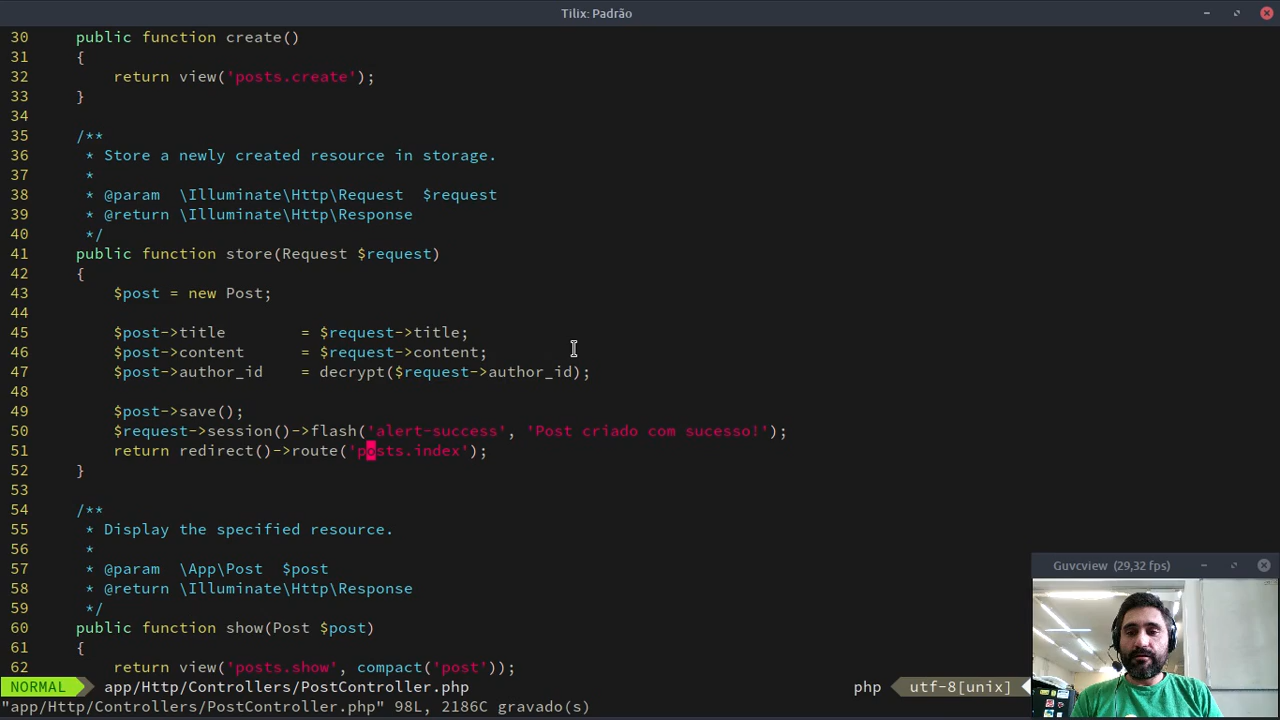 Tilix: Padrão
30     public function create()
31     {
32         return view('posts.create');
33     }
34
35     /**
36      * Store a newly created resource in storage.
37      *
38      * @param  \Illuminate\Http\Request  $request
39      * @return \Illuminate\Http\Response
40      */
41     public function store(Request $request)
42     {
43         $post = new Post;
44
45         $post->title        = $request->title;
46         $post->content      = $request->content;
47         $post->author_id    = decrypt($request->author_id);
48
49         $post->save();
50         $request->session()->flash('alert-success', 'Post criado com sucesso!');
51         return redirect()->route('posts.index');
52     }
53
54     /**
55      * Display the specified resource.
56      *
57      * @param  \App\Post  $post
58      * @return \Illuminate\Http\Response
59      */
60     public function show(Post $post)
61     {
62         return view('posts.show', compact('post'));
Guvcview (29,32 fps)
NORMAL app/Http/Controllers/PostController.php php utf-8[unix]
"app/Http/Controllers/PostController.php" 98L, 2186C gravado(s)